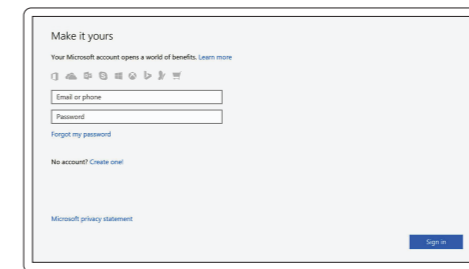 Make it yours
Your Microsoft account opens a world of benefits. Learn more
Email or phone
Password
Forgot my password
No account? Create one!
Microsoft privacy statement
Sign in